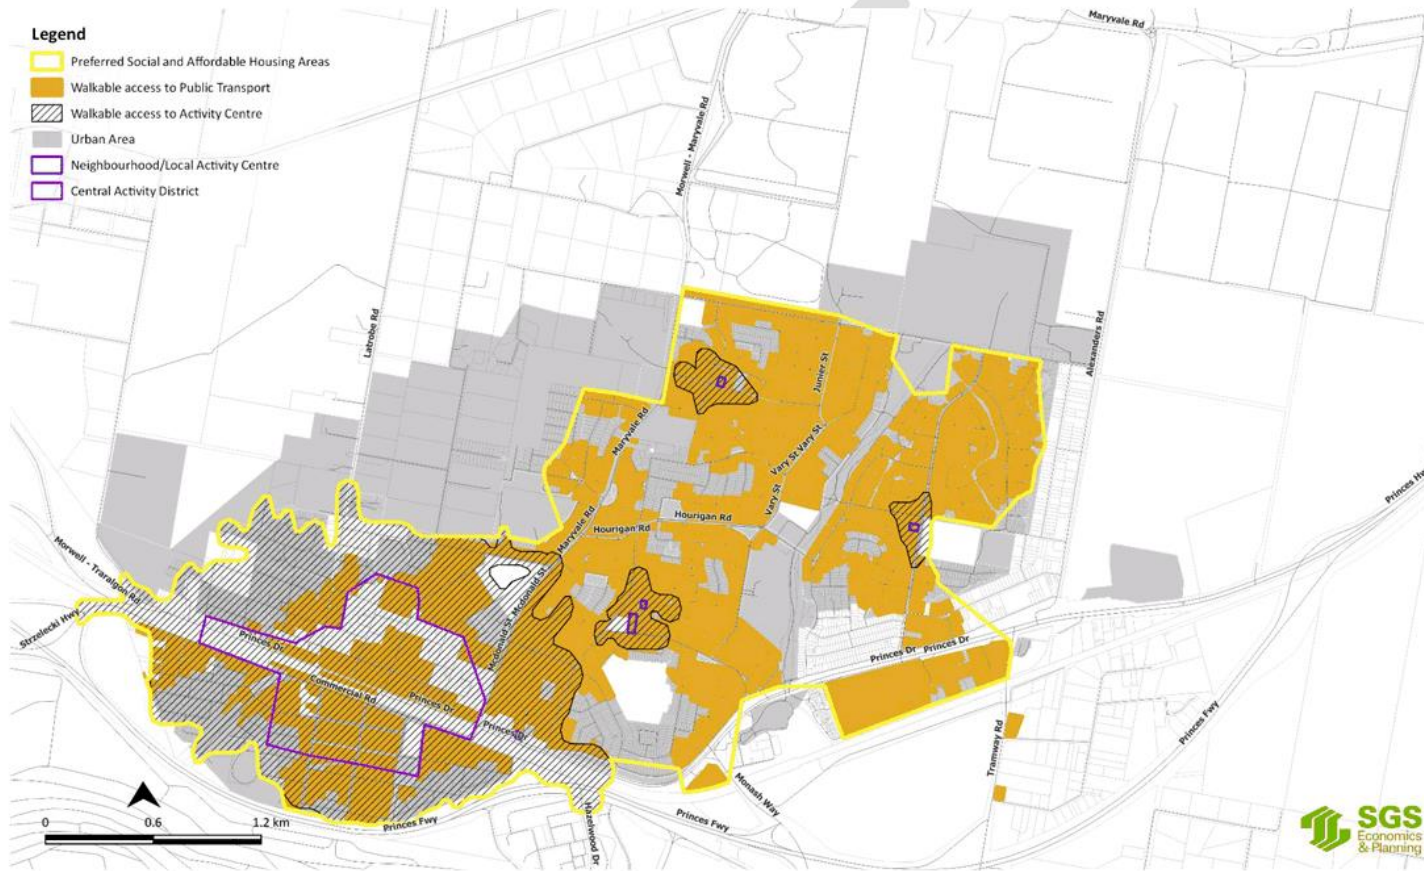 Maryvale Rd
Legend
Preferred Social and Affordable Housing Areas
Walkable access to Public Transport
Walkable access to Activity Centre
Urban Area
Neighbourhood/Local Activity Centre
Central Activity District
Morwell - Maryvale Rd
Latrobe Rd
Alexanders Rd
Junier St
Maryvale Rd
Vary St Vary St
Vary St
Princes Hw
Hourigan Rd
Hourigan Rd
Maryvale Rd
Morwell - Traralgon Rd
Mcdonald St Mcdonald St
Strzelecki Hwy
Princes Dr
Princes Dr Princes Dr
Commercial Rd
Princes Dr
Princes Dr
Tramway Rd
Princes Fwy
Monash Way
Princes Fwy
Princes Fwy
Hazelwood Dr
0 0.6 1.2 km
SGS
Economics
& Planning